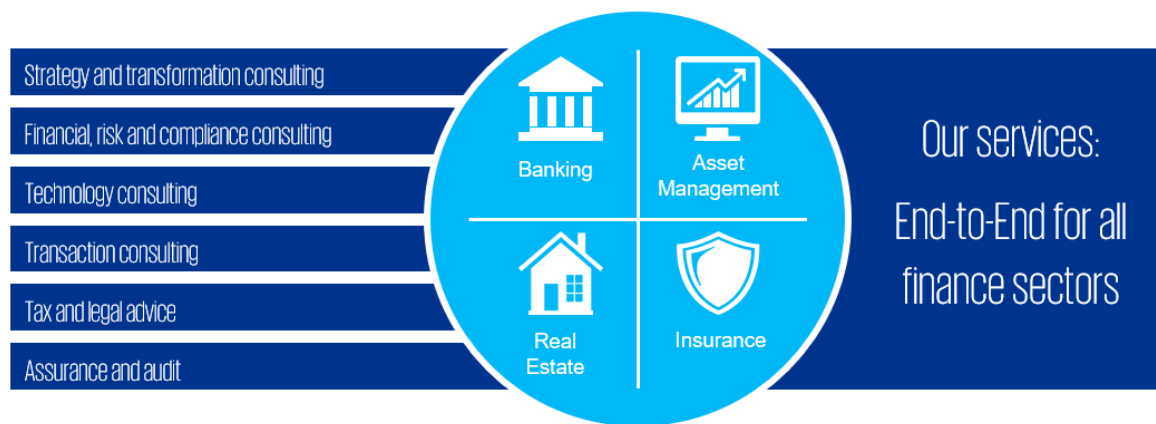 Strategy and transformation consulting
Financial, risk and compliance consulting
Technology consulting
Transaction consulting
Tax and legal advice
Assurance and audit
Banking
Asset
Management
Real
Estate
Insurance
Our services:
End-to-End for all
finance sectors